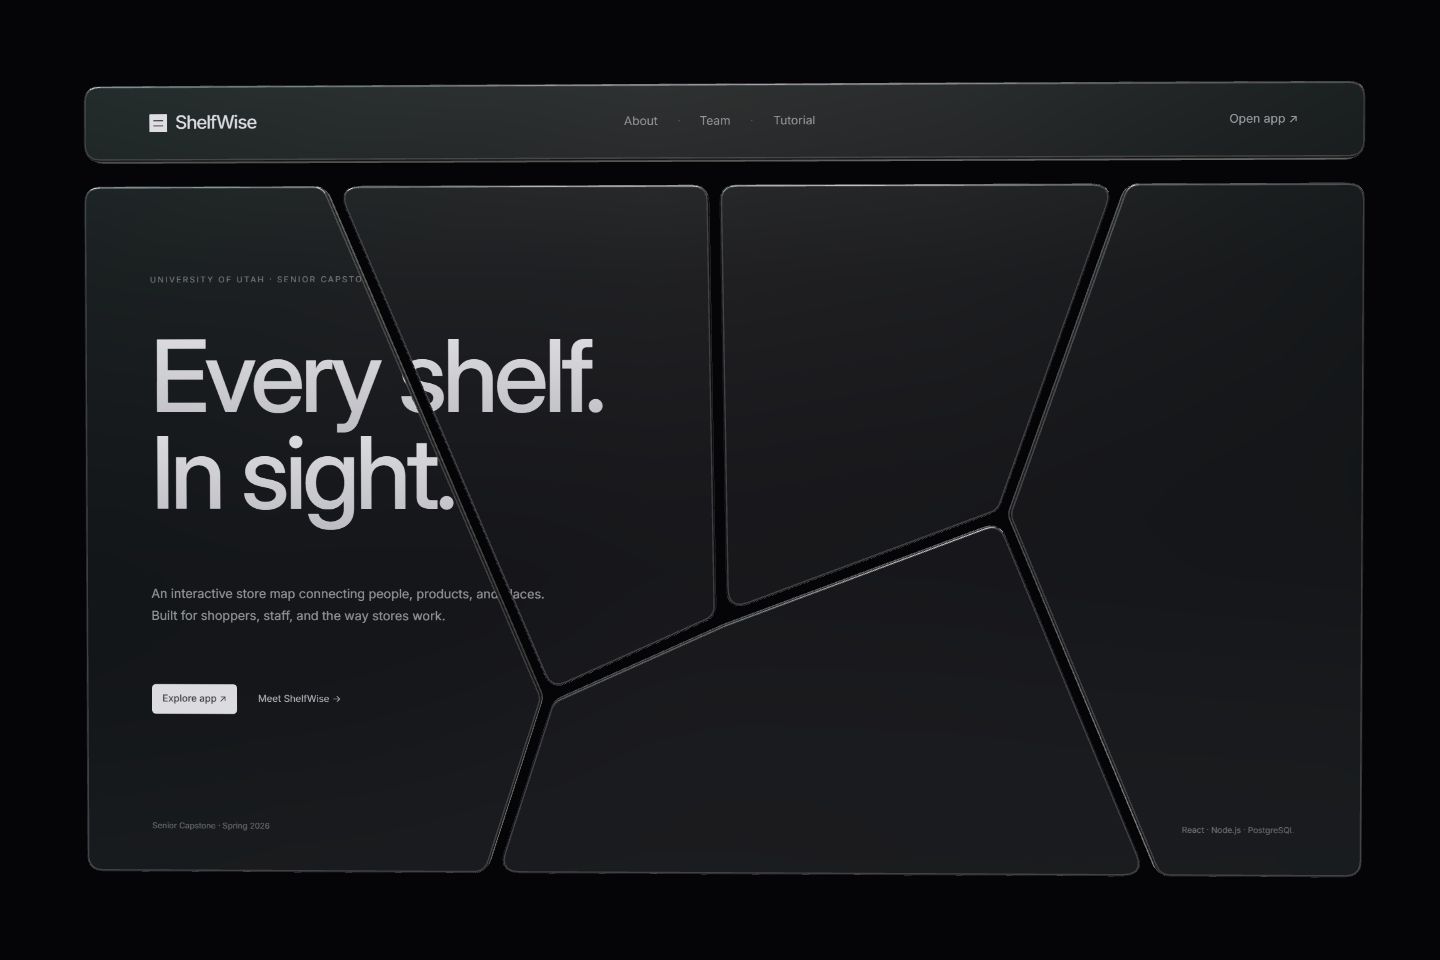 ShelfWise
About · Team · Tutorial
Open app ↗
UNIVERSITY OF UTAH · SENIOR
Every shelf.
In sight.
An interactive store map connecting people, products, and
Built for shoppers, staff, and the way stores work.
Explore app ↗
Meet ShelfWise →
Senior Capstone · Spring 2026
React · Node.js · PostgreSQL